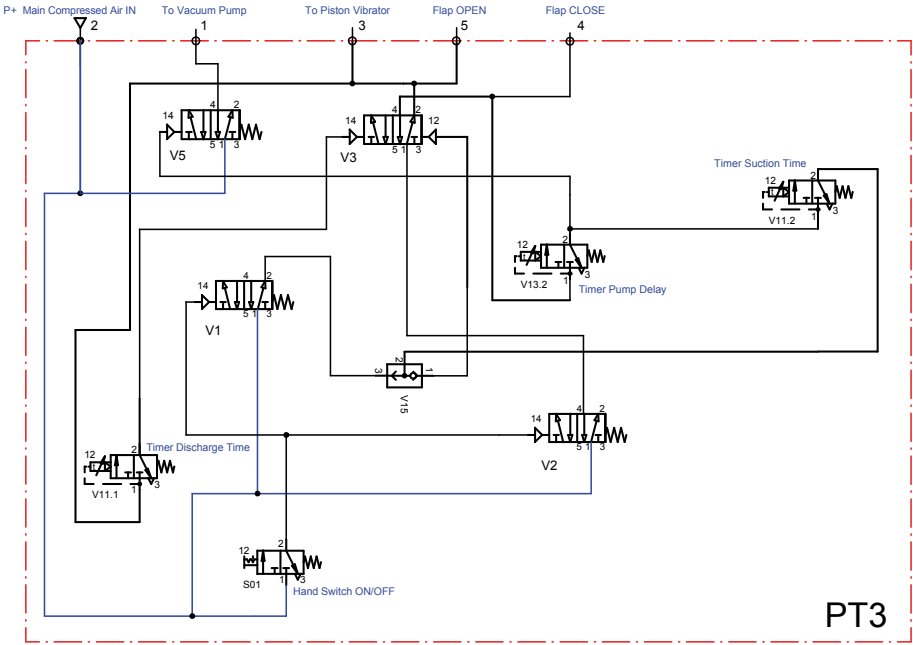 P+ Main Compressed Air IN
To Vacuum Pump
To Piston Vibrator
Flap OPEN
Flap CLOSE
2
1
3
5
4
14
4
2
5
1
3
V5
14
4
2
12
5
1
3
V3
Timer Suction Time
12
2
t
3
1
V11.2
12
2
t
3
1
V13.2
Timer Pump Delay
14
4
2
5
1
3
V1
2
3
1
V15
14
4
2
5
1
3
V2
Timer Discharge Time
12
2
t
3
1
V11.1
12
2
1
3
S01
Hand Switch ON/OFF
PT3